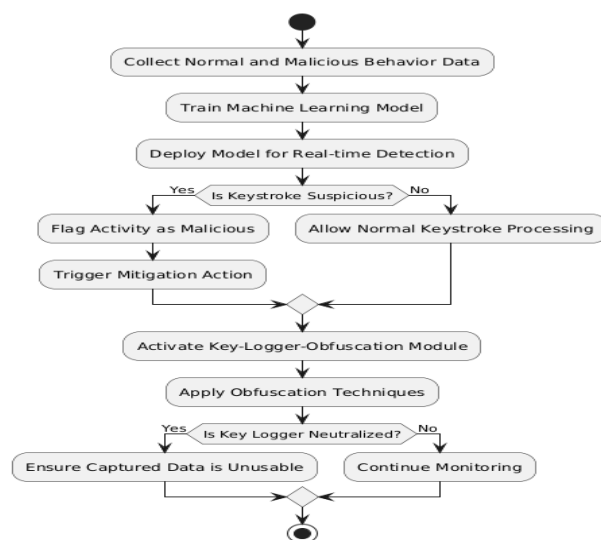 Collect Normal and Malicious Behavior Data
Train Machine Learning Model
Deploy Model for Real-time Detection
Yes
Is Keystroke Suspicious?
No
Flag Activity as Malicious
Allow Normal Keystroke Processing
Trigger Mitigation Action
Activate Key-Logger-Obfuscation Module
Apply Obfuscation Techniques
Yes
Is Key Logger Neutralized?
No
Ensure Captured Data is Unusable
Continue Monitoring